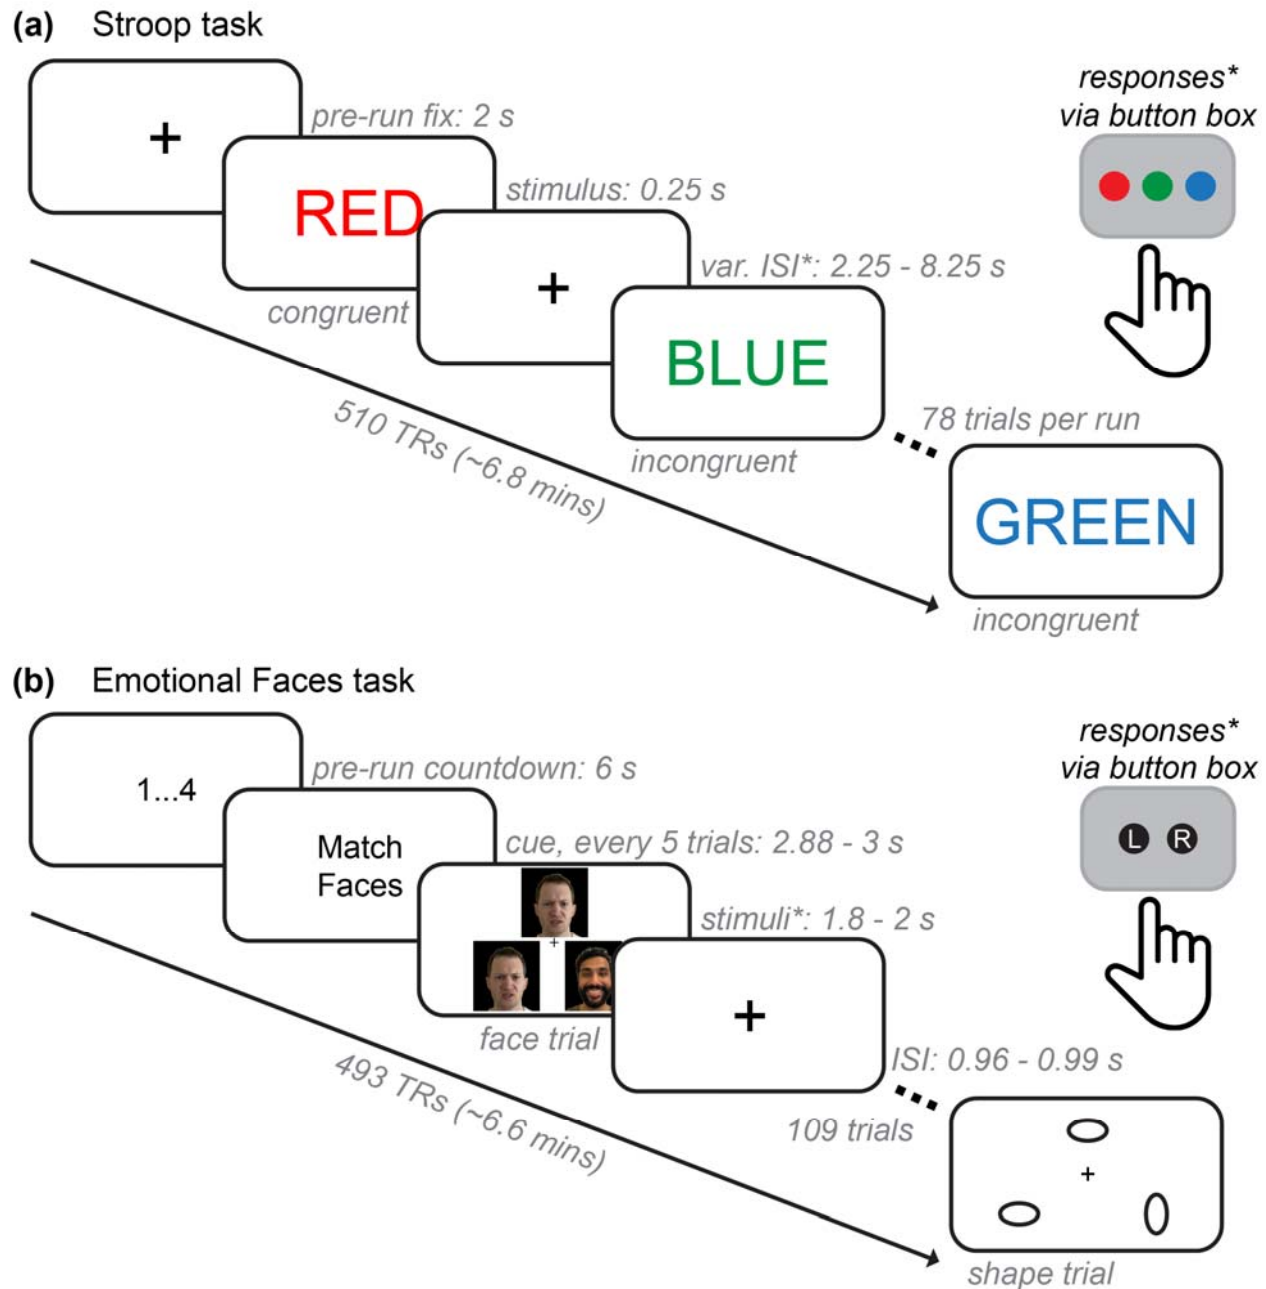 (a) Stroop task
responses*
via button box
pre-run fix: 2 s
RED
stimulus: 0.25 s
congruent
var. ISI*: 2.25 - 8.25 s
BLUE
incongruent
510 TRs (~6.8 mins)
78 trials per run
GREEN
incongruent
(b) Emotional Faces task
responses*
via button box
L R
1...4
pre-run countdown: 6 s
Match
Faces
cue, every 5 trials: 2.88 - 3 s
stimuli*: 1.8 - 2 s
face trial
ISI: 0.96 - 0.99 s
493 TRs (~6.6 mins)
109 trials
shape trial